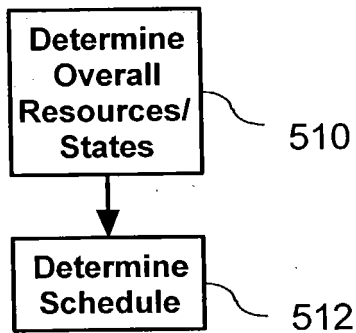 Determine
Overall
Resources/
States
510
Determine
Schedule
512